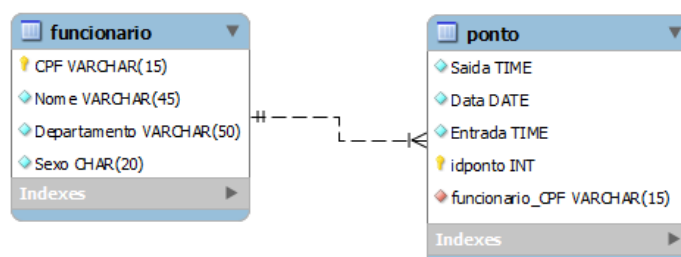 funcionario
CPF VARCHAR(15)
Nome VARCHAR(45)
Departamento VARCHAR(50)
Sexo CHAR(20)
Indexes
ponto
Saida TIME
Data DATE
Entrada TIME
idponto INT
funcionario_CPF VARCHAR(15)
Indexes